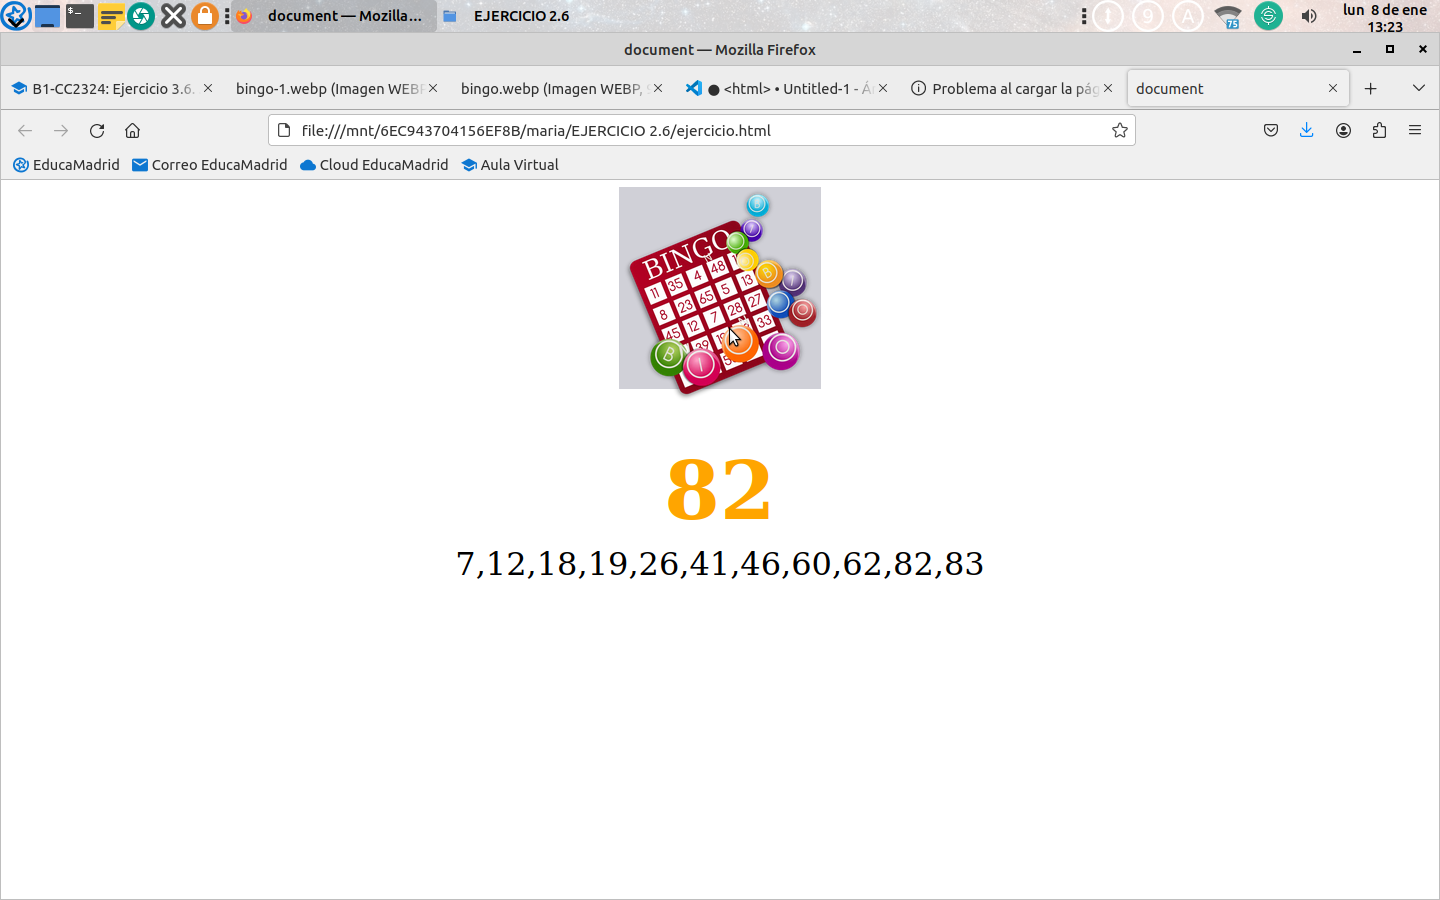 document — Mozilla...
EJERCICIO 2.6
9
A
75
lun 8 de ene
13:23
document — Mozilla Firefox
B1-CC2324: Ejercicio 3.6.
bingo-1.webp (Imagen WEBP
bingo.webp (Imagen WEBP,
● <html> • Untitled-1 - Á
Problema al cargar la pág
document
file:///mnt/6EC943704156EF8B/maria/EJERCICIO 2.6/ejercicio.html
EducaMadrid
Correo EducaMadrid
Cloud EducaMadrid
Aula Virtual
BINGO
11 35 4 48
8 23 65 5 13
45 12 7 28 27
39 33
B I O
82
7,12,18,19,26,41,46,60,62,82,83